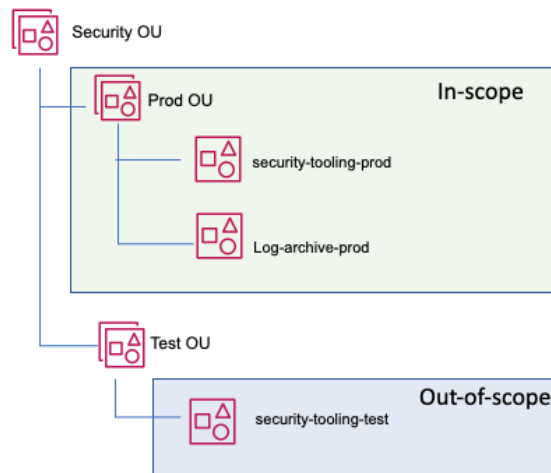 Security OU
In-scope
Prod OU
security-tooling-prod
Log-archive-prod
Test OU
Out-of-scope
security-tooling-test